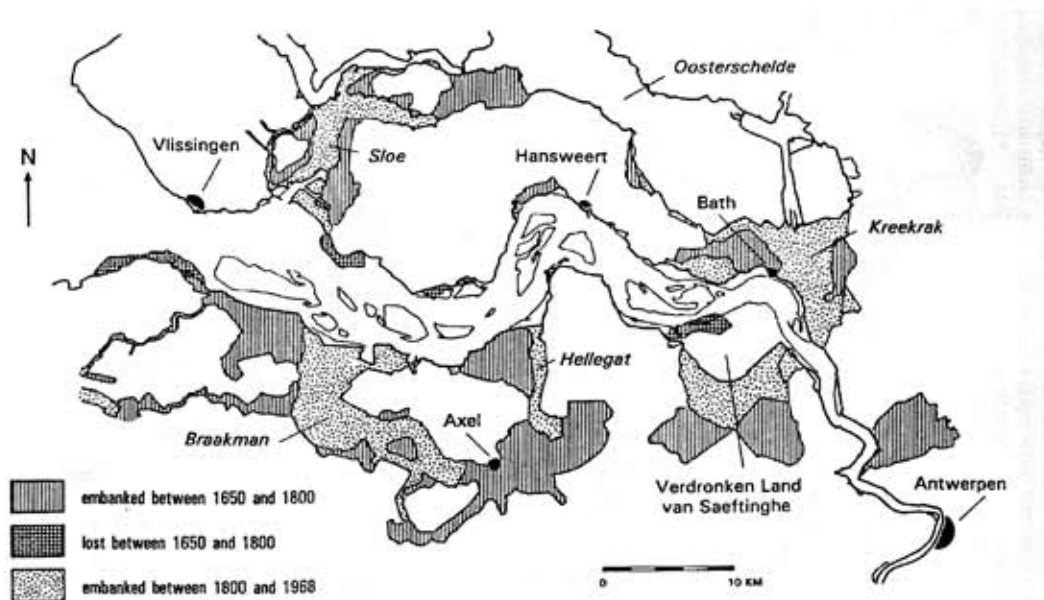 Oosterschelde
N
Vlissingen
Sloe
Hansweert
Bath
Kreekrak
Hellegat
Braakman
Axel
Verdronken Land
van Saeftinghe
Antwerpen
embanked between 1650 and 1800
lost between 1650 and 1800
embanked between 1800 and 1968
0 10 KM